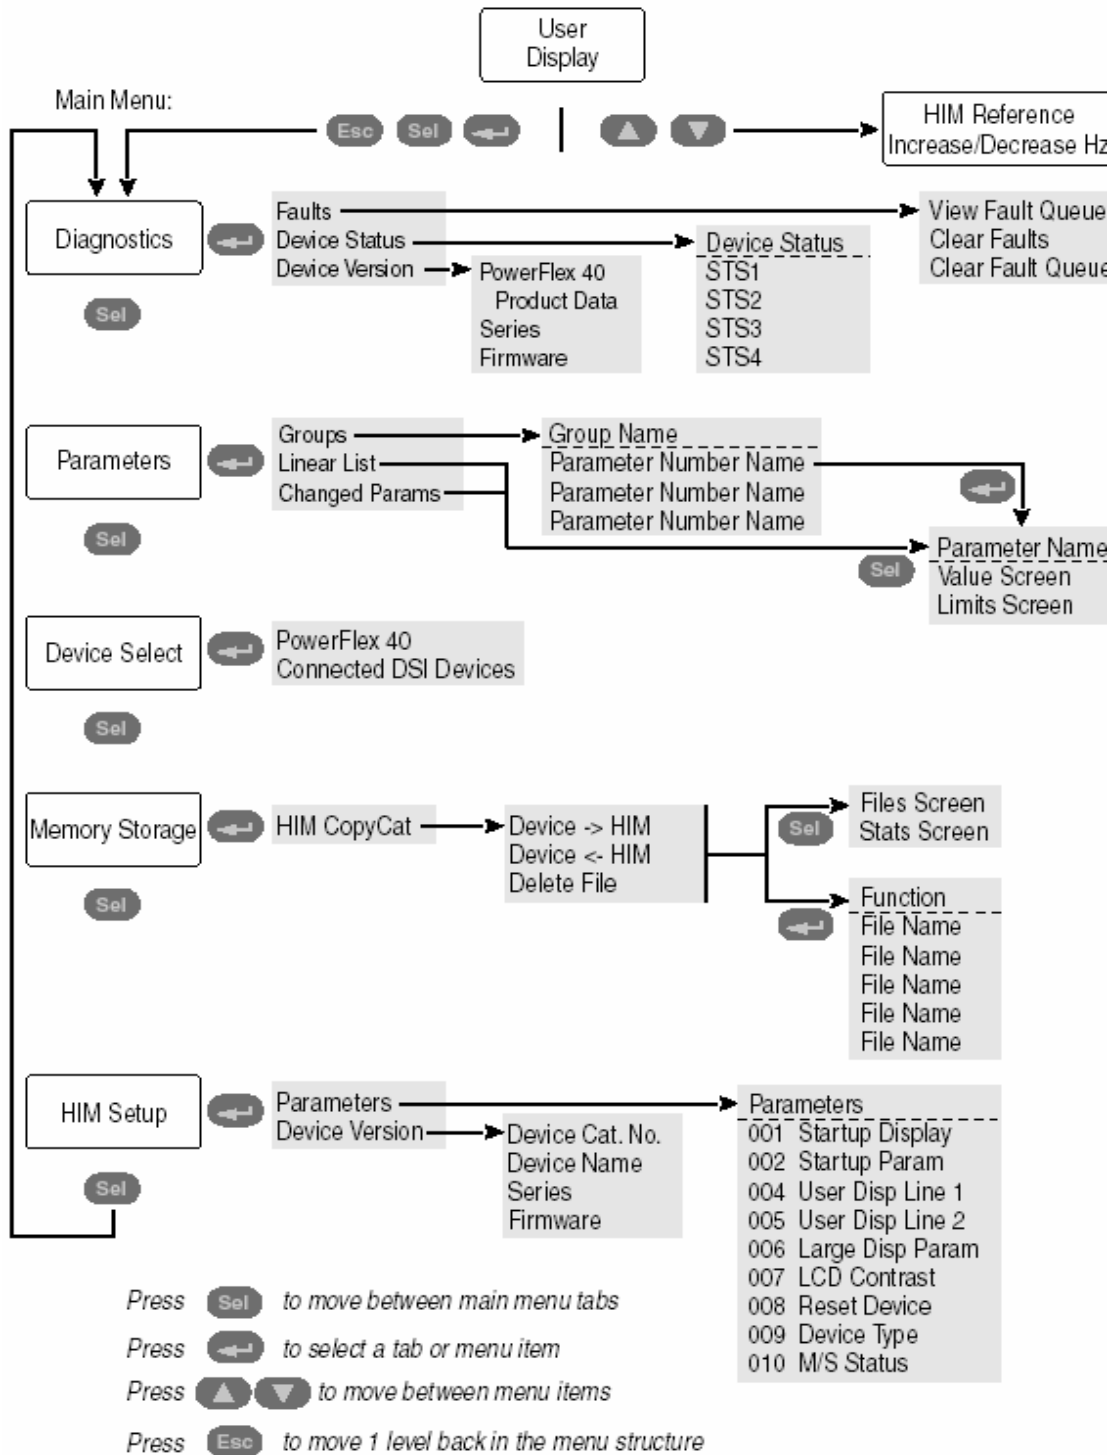 User
Display
Main Menu:
Esc Sel
HIM Reference
Increase/Decrease Hz
Diagnostics
Faults
Device Status
Device Version
View Fault Queue
Clear Faults
Clear Fault Queue
Device Status
STS1
STS2
STS3
STS4
PowerFlex 40
Product Data
Series
Firmware
Sel
Parameters
Groups
Linear List
Changed Params
Group Name
Parameter Number Name
Parameter Number Name
Parameter Number Name
Sel
Parameter Name
Value Screen
Limits Screen
Sel
Device Select
PowerFlex 40
Connected DSI Devices
Sel
Memory Storage
HIM CopyCat
Device -> HIM
Device <- HIM
Delete File
Sel
Files Screen
Stats Screen
Function
File Name
File Name
File Name
File Name
File Name
Sel
HIM Setup
Parameters
Device Version
Device Cat. No.
Device Name
Series
Firmware
Parameters
001 Startup Display
002 Startup Param
004 User Disp Line 1
005 User Disp Line 2
006 Large Disp Param
007 LCD Contrast
008 Reset Device
009 Device Type
010 M/S Status
Sel
Press Sel to move between main menu tabs
Press to select a tab or menu item
Press to move between menu items
Press Esc to move 1 level back in the menu structure